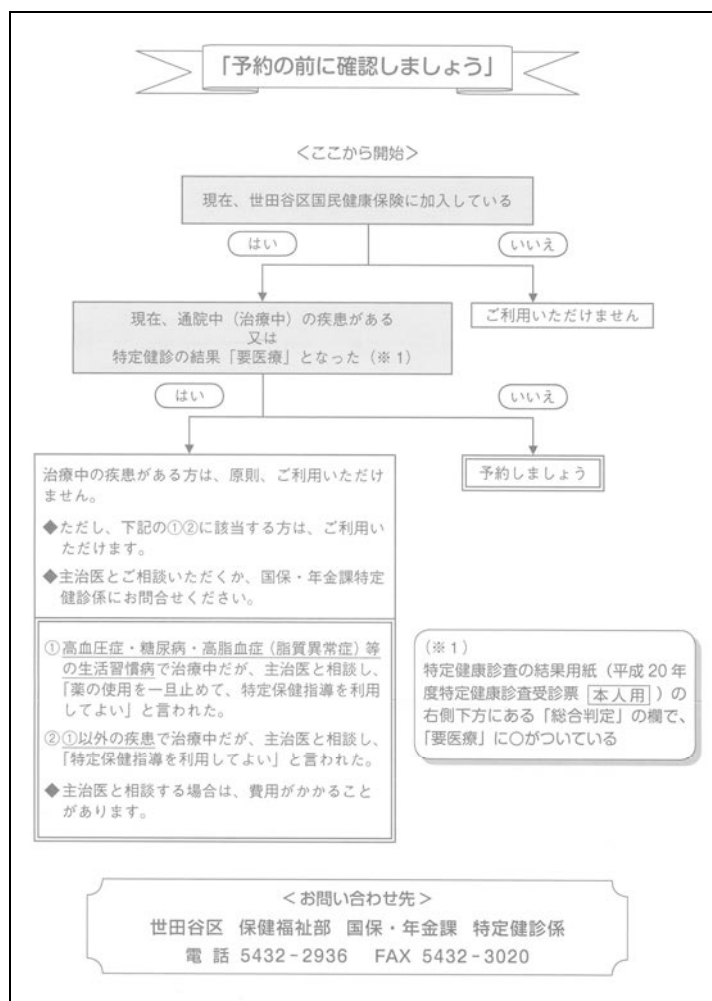 「予約の前に確認しましょう」
＜ここから開始＞
現在、世田谷区国民健康保険に加入している
はい
いいえ
現在、通院中（治療中）の疾患がある
又は
特定健診の結果「要医療」となった（※1）
ご利用いただけません
はい
いいえ
治療中の疾患がある方は、原則、ご利用いただけ
ません。
◆ただし、下記の①②に該当する方は、ご利用い
ただけます。
◆主治医とご相談いただくか、国保・年金課特定
健診係にお問合せください。
予約しましょう
①高血圧症・糖尿病・高脂血症（脂質異常症）等
の生活習慣病で治療中だが、主治医と相談し、
「薬の使用を一旦止めて、特定保健指導を利用
してよい」と言われた。
②①以外の疾患で治療中だが、主治医と相談し、
「特定保健指導を利用してよい」と言われた。
◆主治医と相談する場合は、費用がかかること
があります。
（※1）
特定健康診査の結果用紙（平成20年
度特定健康診査受診票 本人用 ）の
右側下方にある「総合判定」の欄で、
「要医療」に○がついている
＜お問い合わせ先＞
世田谷区 保健福祉部 国保・年金課 特定健診係
電話 5432－2936 FAX 5432－3020